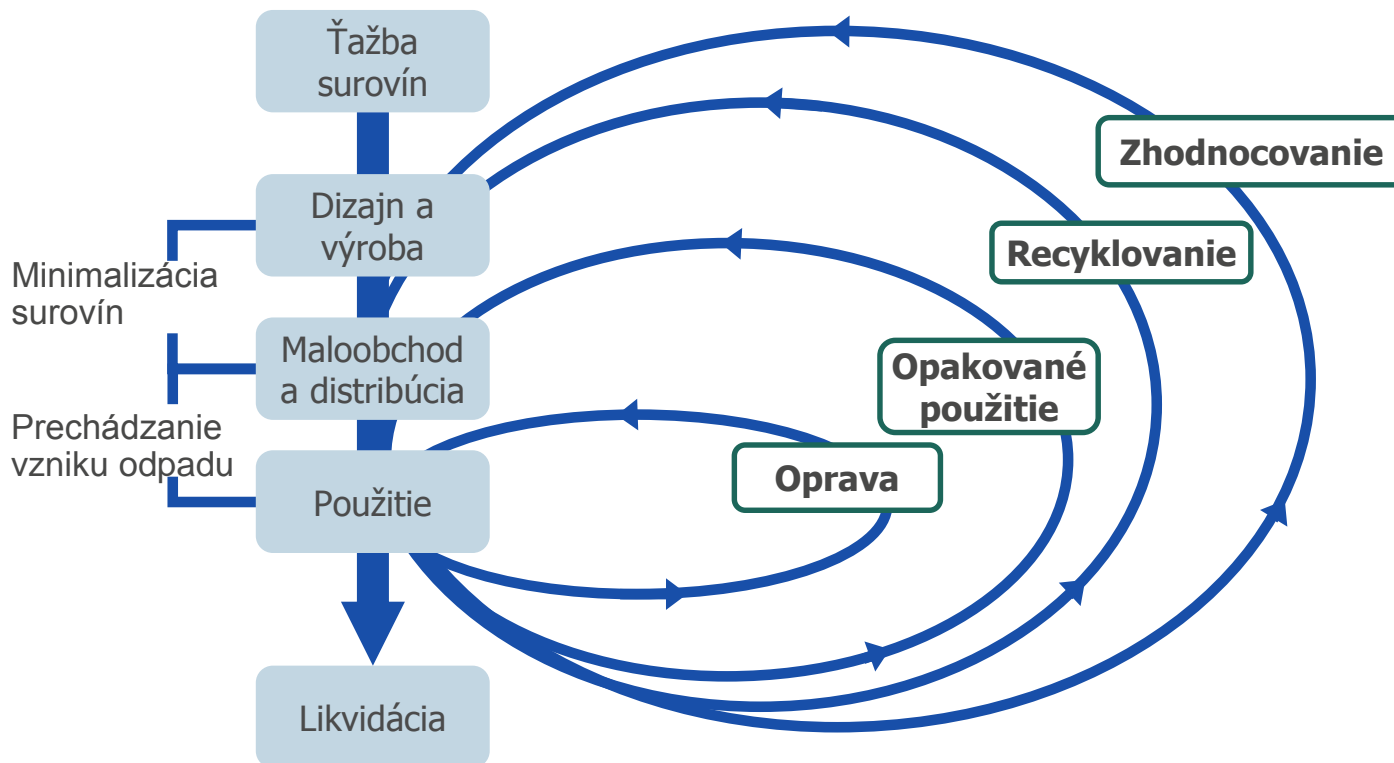 Ťažba
surovín
Dizajn a
výroba
Maloobchod
a distribúcia
Použitie
Likvidácia
Minimalizácia
surovín
Prechádzanie
vzniku odpadu
Zhodnocovanie
Recyklovanie
Opakované
použitie
Oprava